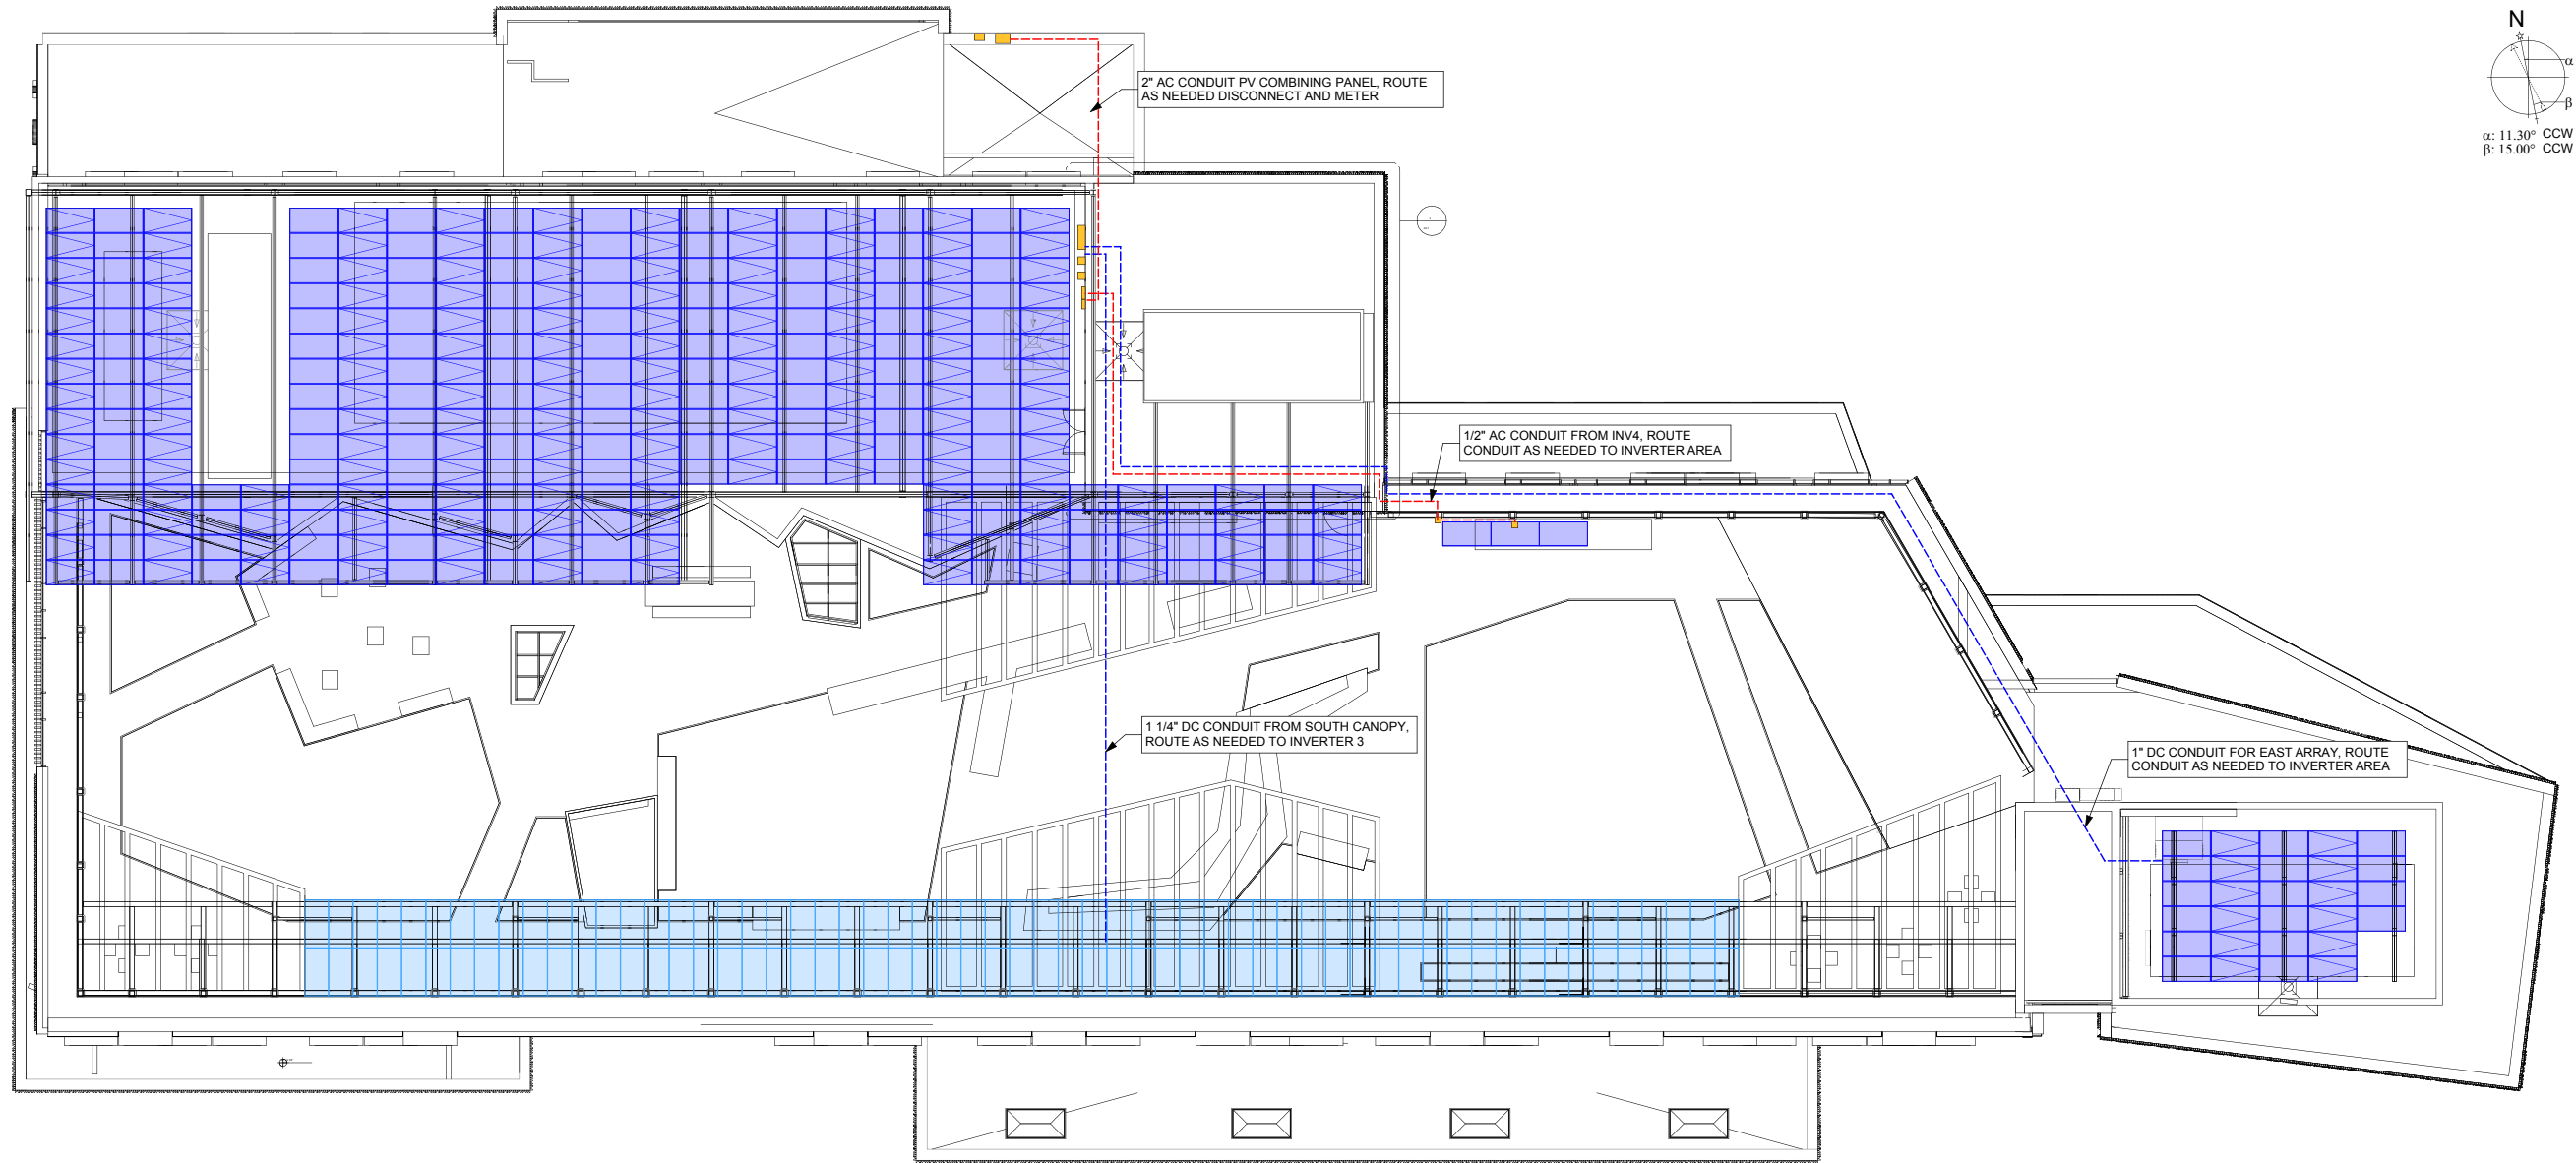 N
α
β
α: 11.30° CCW
β: 15.00° CCW
2" AC CONDUIT PV COMBINING PANEL, ROUTE
AS NEEDED DISCONNECT AND METER
1/2" AC CONDUIT FROM INV4, ROUTE
CONDUIT AS NEEDED TO INVERTER AREA
1 1/4" DC CONDUIT FROM SOUTH CANOPY,
ROUTE AS NEEDED TO INVERTER 3
1" DC CONDUIT FOR EAST ARRAY, ROUTE
CONDUIT AS NEEDED TO INVERTER AREA